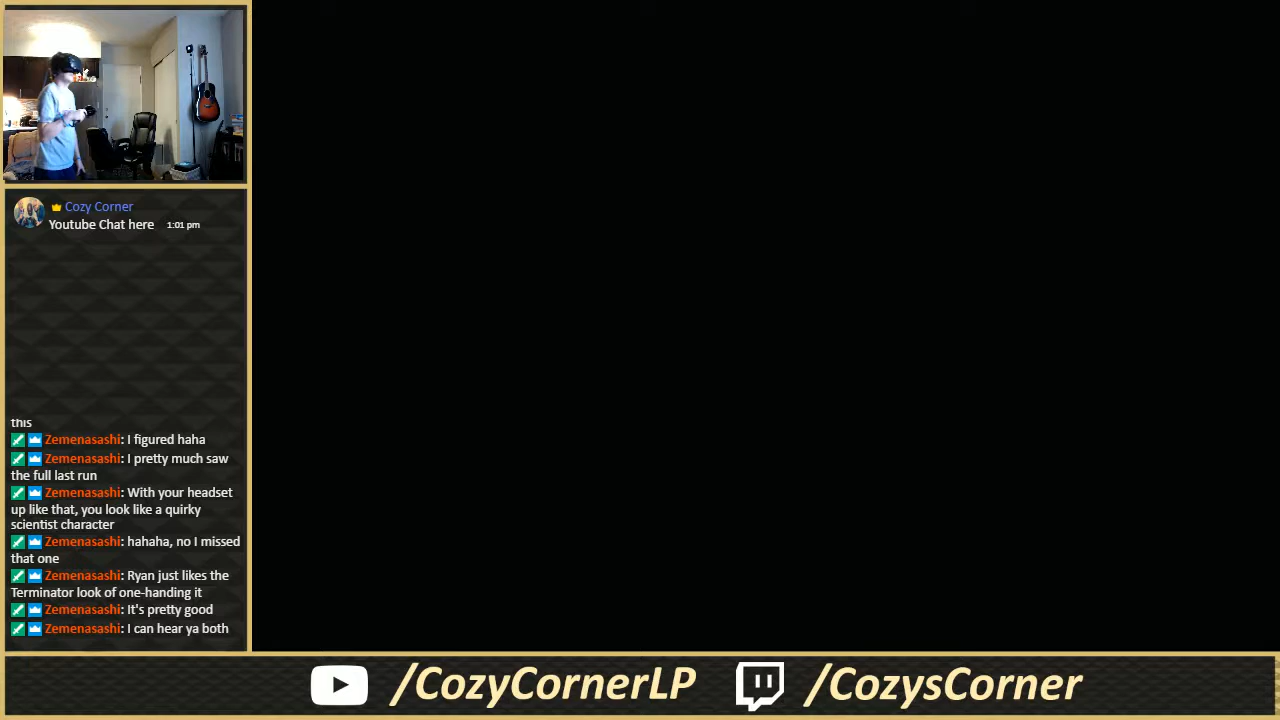 Cozy Corner
Youtube Chat here 1:01 pm
this
Zemenasashi: I figured haha
Zemenasashi: I pretty much saw
the full last run
Zemenasashi: With your headset
up like that, you look like a quirky
scientist character
Zemenasashi: hahaha, no I missed
that one
Zemenasashi: Ryan just likes the
Terminator look of one-handing it
Zemenasashi: It's pretty good
Zemenasashi: I can hear ya both
/CozyCornerLP /CozysCorner